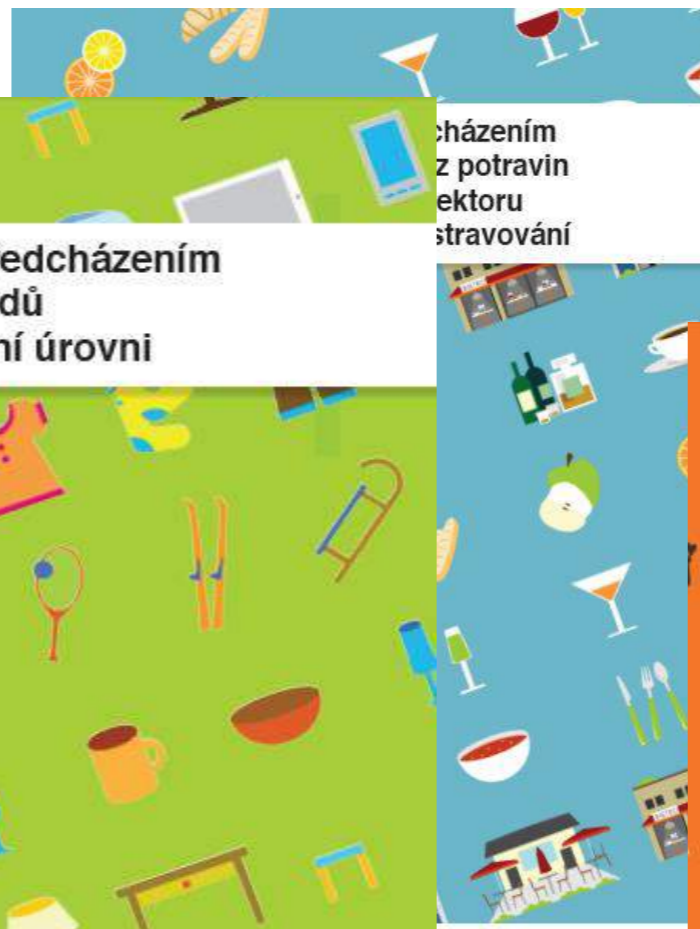 cházením
z potravin
ektoru
stravování
edcházením
dů
ní úrovni